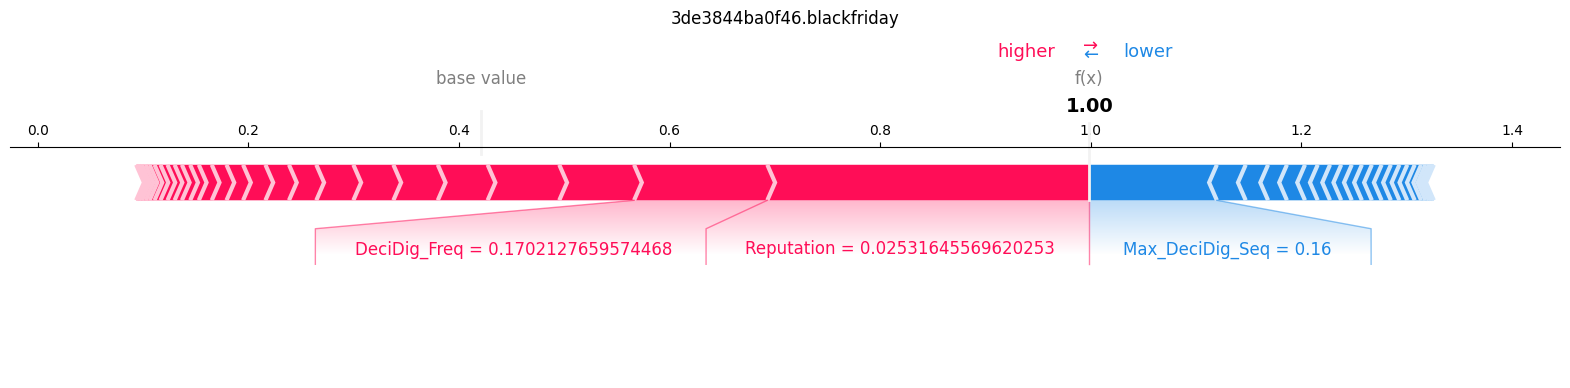 3de3844ba0f46.blackfriday
higher → ← lower
base value f(x)
1.00
0.0 0.2 0.4 0.6 0.8 1.0 1.2 1.4
DeciDig_Freq = 0.1702127659574468 Reputation = 0.02531645569620253 Max_DeciDig_Seq = 0.16